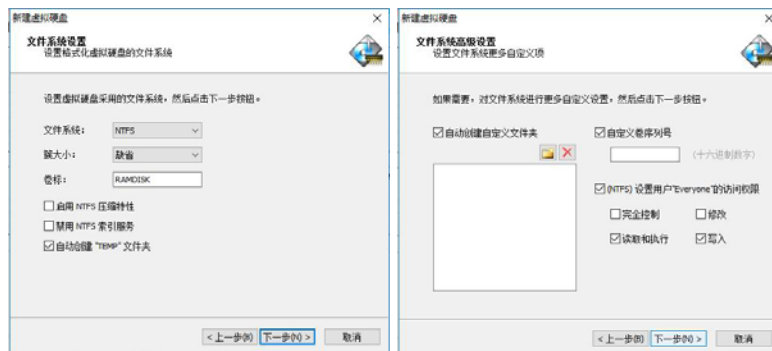 新建虚拟硬盘
文件系统设置
设置格式化虚拟硬盘的文件系统
设置虚拟硬盘采用的文件系统，然后点击下一步按钮。
文件系统： NTFS
簇大小： 缺省
卷标： RAMDISK
启用 NTFS 压缩特性
禁用 NTFS 索引服务
自动创建 "TEMP" 文件夹
<上一步(B) 下一步(N) > 取消
新建虚拟硬盘
文件系统高级设置
设置文件系统更多自定义项
如果需要，对文件系统进行更多自定义设置，然后点击下一步按钮。
自动创建自定义文件夹 自定义卷序列号
(十六进制数字)
(NTFS) 设置用户"Everyone"的访问权限
完全控制 修改
读取和执行 写入
<上一步(B) 下一步(N) > 取消